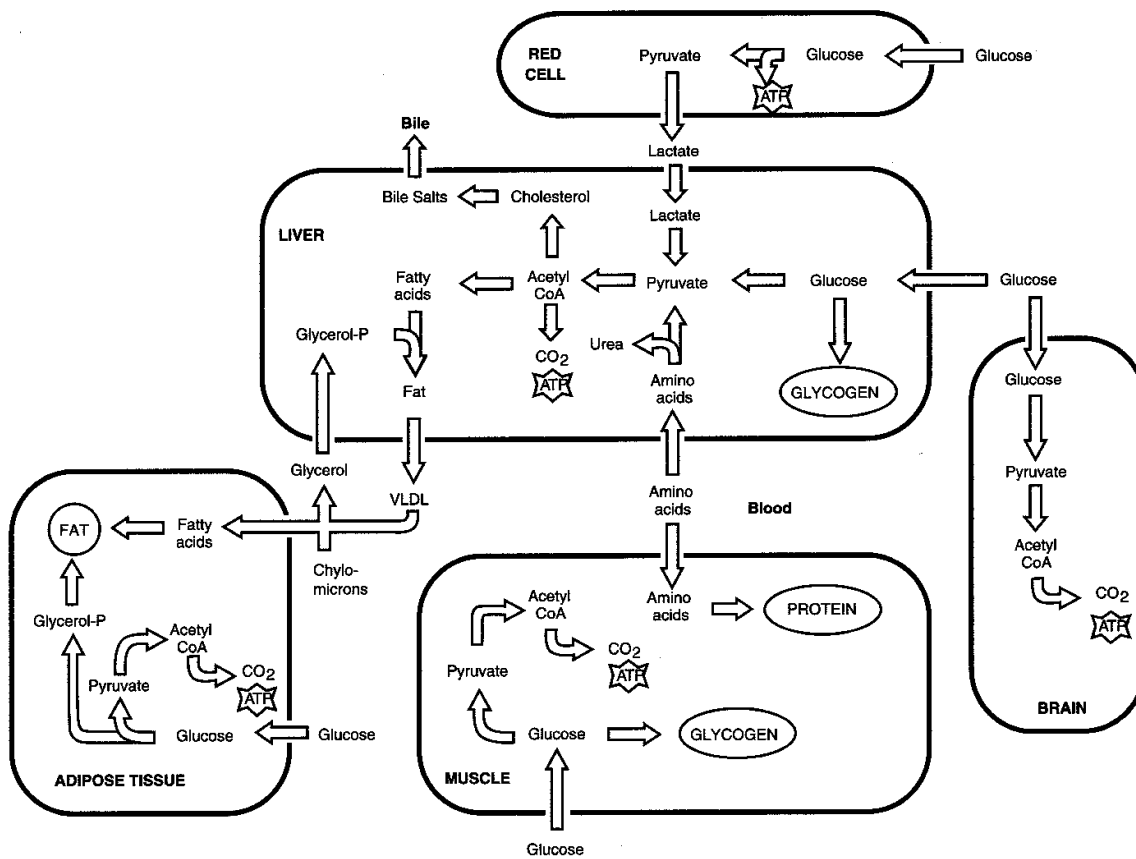 RED
CELL
Pyruvate
Glucose
Glucose
ATP
Bile
Lactate
Bile Salts
Cholesterol
Lactate
LIVER
Fatty
acids
Acetyl
CoA
Pyruvate
Glucose
Glucose
Glycerol-P
Urea
CO2
ATP
Fat
Amino
acids
GLYCOGEN
Glucose
Glycerol
VLDL
Amino
acids
Blood
Pyruvate
FAT
Fatty
acids
Chylo-
microns
Acetyl
CoA
CO2
ATP
BRAIN
Glycerol-P
Acetyl
CoA
CO2
ATP
Pyruvate
Glucose
Glucose
ADIPOSE TISSUE
Acetyl
CoA
Amino
acids
PROTEIN
CO2
ATP
Pyruvate
Glucose
GLYCOGEN
MUSCLE
Glucose